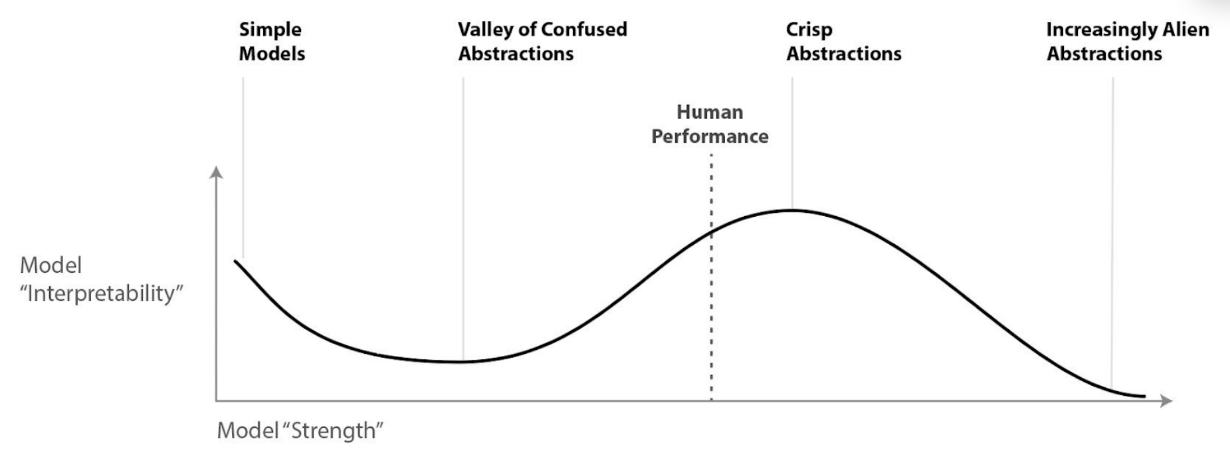 Simple
Models
Valley of Confused
Abstractions
Crisp
Abstractions
Increasingly Alien
Abstractions
Human
Performance
Model
“Interpretability”
Model “Strength”